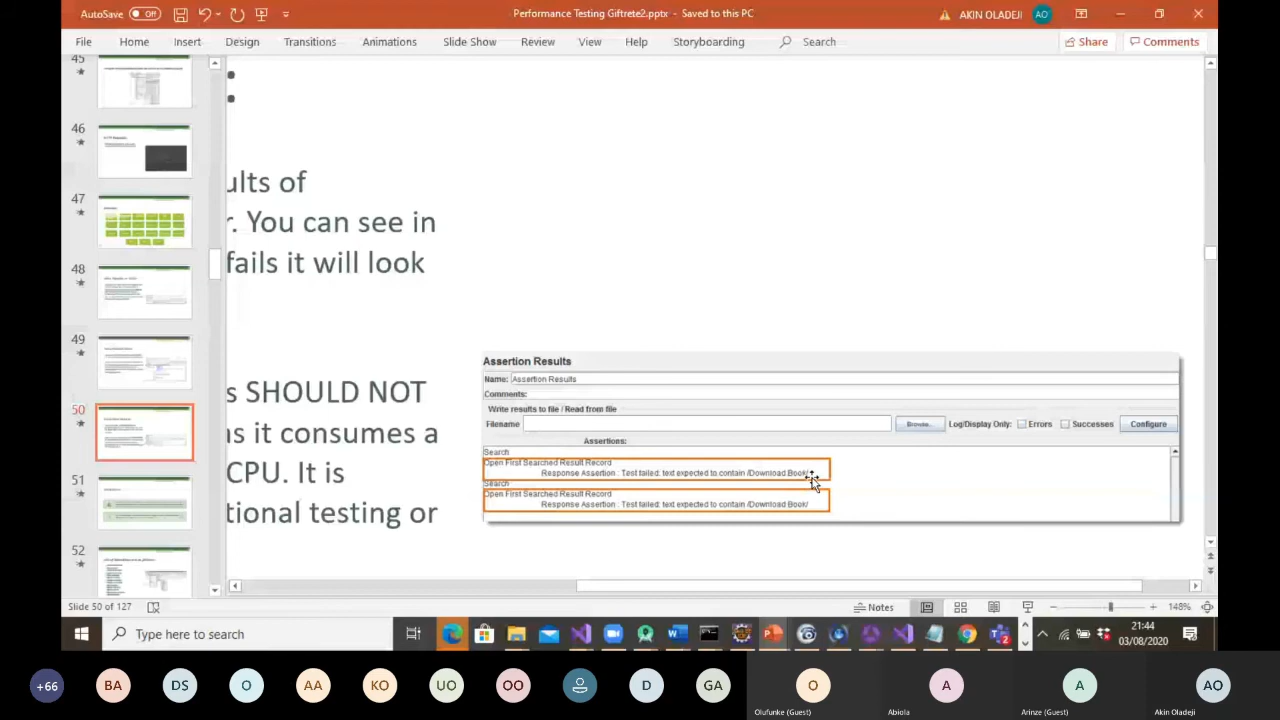 AutoSave Off Performance Testing Giftrete2.pptx - Saved to this PC AKIN OLADEJI AO
File Home Insert Design Transitions Animations Slide Show Review View Help Storyboarding Search Share Comments
45
46
47
48
49
50
51
52
ults of
r. You can see in
fails it will look
s SHOULD NOT
as it consumes a
CPU. It is
tional testing or
Assertion Results
Name: Assertion Results
Comments:
Write results to file / Read from file
Filename Browse... Log/Display Only: Errors Successes Configure
Assertions:
Search
Open First Searched Result Record
Response Assertion : Test failed: text expected to contain /Download Book/
Search
Open First Searched Result Record
Response Assertion : Test failed: text expected to contain /Download Book/
Slide 50 of 127 Notes 148%
Type here to search 21:44
03/08/2020
+66 BA DS O AA KO UO OO D GA O A A AO
Olufunke (Guest) Abiola Arinze (Guest) Akin Oladeji